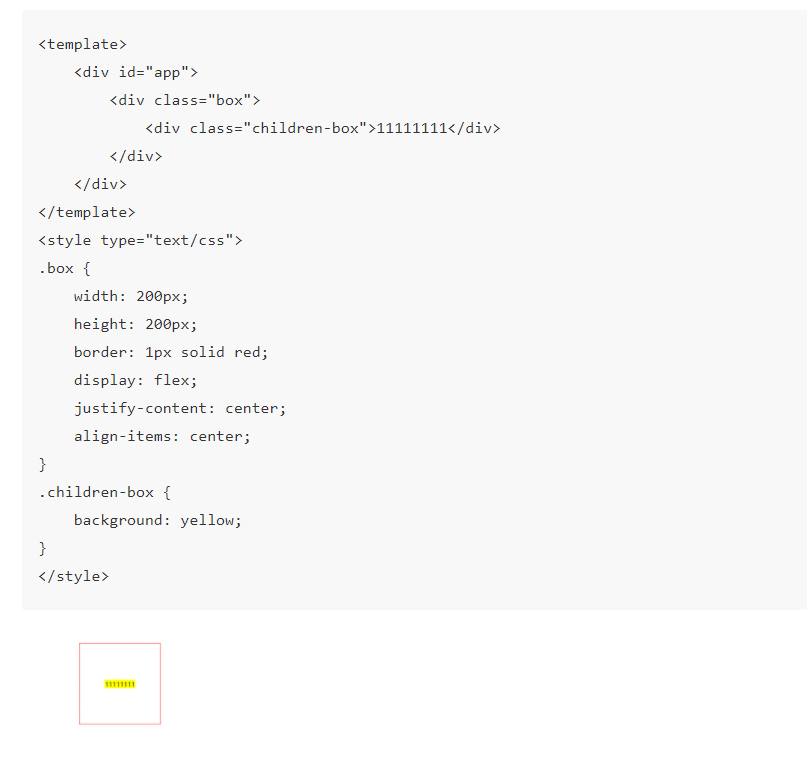 <template>
    <div id="app">
        <div class="box">
            <div class="children-box">11111111</div>
        </div>
    </div>
</template>
<style type="text/css">
.box {
    width: 200px;
    height: 200px;
    border: 1px solid red;
    display: flex;
    justify-content: center;
    align-items: center;
}
.children-box {
    background: yellow;
}
</style>
11111111